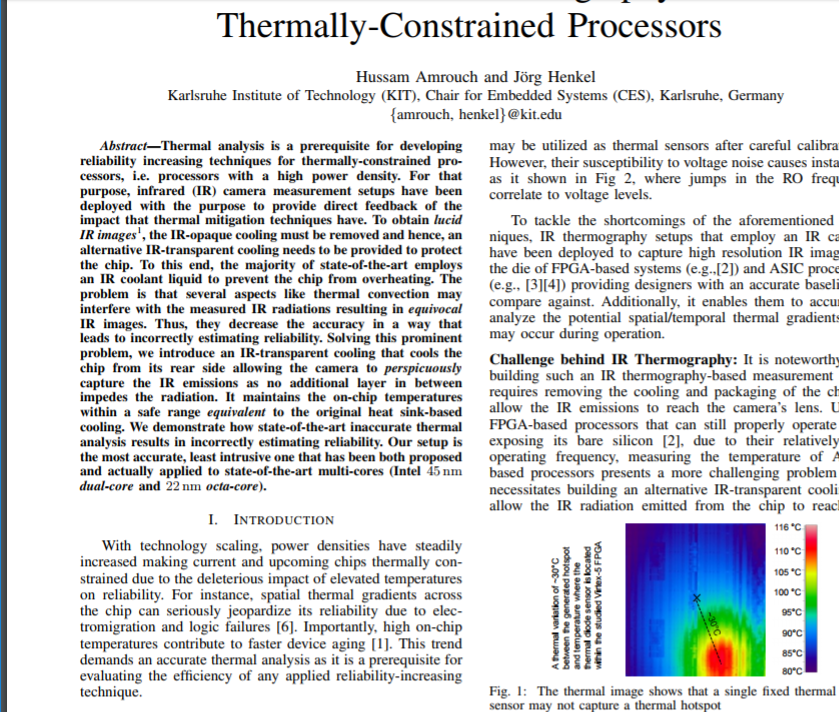 Thermally-Constrained Processors
Hussam Amrouch and Jörg Henkel
Karlsruhe Institute of Technology (KIT), Chair for Embedded Systems (CES), Karlsruhe, Germany
{amrouch, henkel}@kit.edu
Abstract—Thermal analysis is a prerequisite for developing
reliability increasing techniques for thermally-constrained pro-
cessors, i.e. processors with a high power density. For that
purpose, infrared (IR) camera measurement setups have been
deployed with the purpose to provide direct feedback of the
impact that thermal mitigation techniques have. To obtain lucid
IR images¹, the IR-opaque cooling must be removed and hence, an
alternative IR-transparent cooling needs to be provided to protect
the chip. To this end, the majority of state-of-the-art employs
an IR coolant liquid to prevent the chip from overheating. The
problem is that several aspects like thermal convection may
interfere with the measured IR radiations resulting in equivocal
IR images. Thus, they decrease the accuracy in a way that
leads to incorrectly estimating reliability. Solving this prominent
problem, we introduce an IR-transparent cooling that cools the
chip from its rear side allowing the camera to perspicuously
capture the IR emissions as no additional layer in between
impedes the radiation. It maintains the on-chip temperatures
within a safe range equivalent to the original heat sink-based
cooling. We demonstrate how state-of-the-art inaccurate thermal
analysis results in incorrectly estimating reliability. Our setup is
the most accurate, least intrusive one that has been both proposed
and actually applied to state-of-the-art multi-cores (Intel 45 nm
dual-core and 22 nm octa-core).
I. INTRODUCTION
With technology scaling, power densities have steadily
increased making current and upcoming chips thermally con-
strained due to the deleterious impact of elevated temperatures
on reliability. For instance, spatial thermal gradients across
the chip can seriously jeopardize its reliability due to elec-
tromigration and logic failures [6]. Importantly, high on-chip
temperatures contribute to faster device aging [1]. This trend
demands an accurate thermal analysis as it is a prerequisite for
evaluating the efficiency of any applied reliability-increasing
technique.
may be utilized as thermal sensors after careful calibra
However, their susceptibility to voltage noise causes insta
as it shown in Fig 2, where jumps in the RO frequ
correlate to voltage levels.
To tackle the shortcomings of the aforementioned
niques, IR thermography setups that employ an IR ca
have been deployed to capture high resolution IR imag
the die of FPGA-based systems (e.g.,[2]) and ASIC proce
(e.g., [3][4]) providing designers with an accurate baseli
compare against. Additionally, it enables them to accur
analyze the potential spatial/temporal thermal gradients
may occur during operation.
Challenge behind IR Thermography: It is noteworthy
building such an IR thermography-based measurement
requires removing the cooling and packaging of the ch
allow the IR emissions to reach the camera's lens. U
FPGA-based processors that can still properly operate
exposing its bare silicon [2], due to their relatively
operating frequency, measuring the temperature of A
based processors presents a more challenging problem
necessitates building an alternative IR-transparent cooli
allow the IR radiation emitted from the chip to reach
A thermal variation of ~30°C
between the generated hotspot
and temperature where the
thermal diode sensor is located
within the studied Virtex-5 FPGA
~30°C
116 °C
110 °C
105 °C
100 °C
95°C
90°C
85°C
80°C
Fig. 1: The thermal image shows that a single fixed thermal
sensor may not capture a thermal hotspot